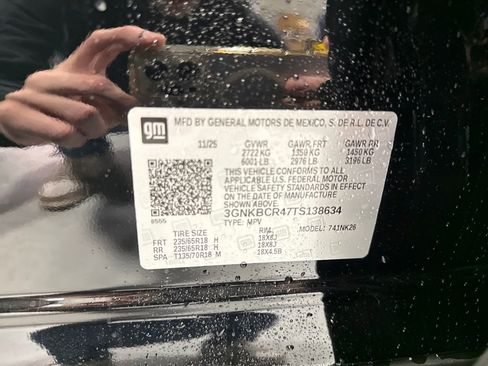 gm
MFD BY GENERAL MOTORS DE MEXICO, S. DE R.L. DE C.V.
11/25 GVWR GAWR FRT GAWR RR
2722 KG 1350 KG 1450 KG
6001 LB 2976 LB 3196 LB
THIS VEHICLE CONFORMS TO ALL
APPLICABLE U.S. FEDERAL MOTOR
VEHICLE SAFETY STANDARDS IN EFFECT
ON THE DATE OF MANUFACTURE
SHOWN ABOVE.
3GNKBCR47TS138634
8555 TYPE: MPV MODEL: 741NK26
TIRE SIZE RIM
FRT 235/65R18 H 18X8J
RR 235/65R18 H 18X8J
SPA T135/70R18 M 18X4.5B